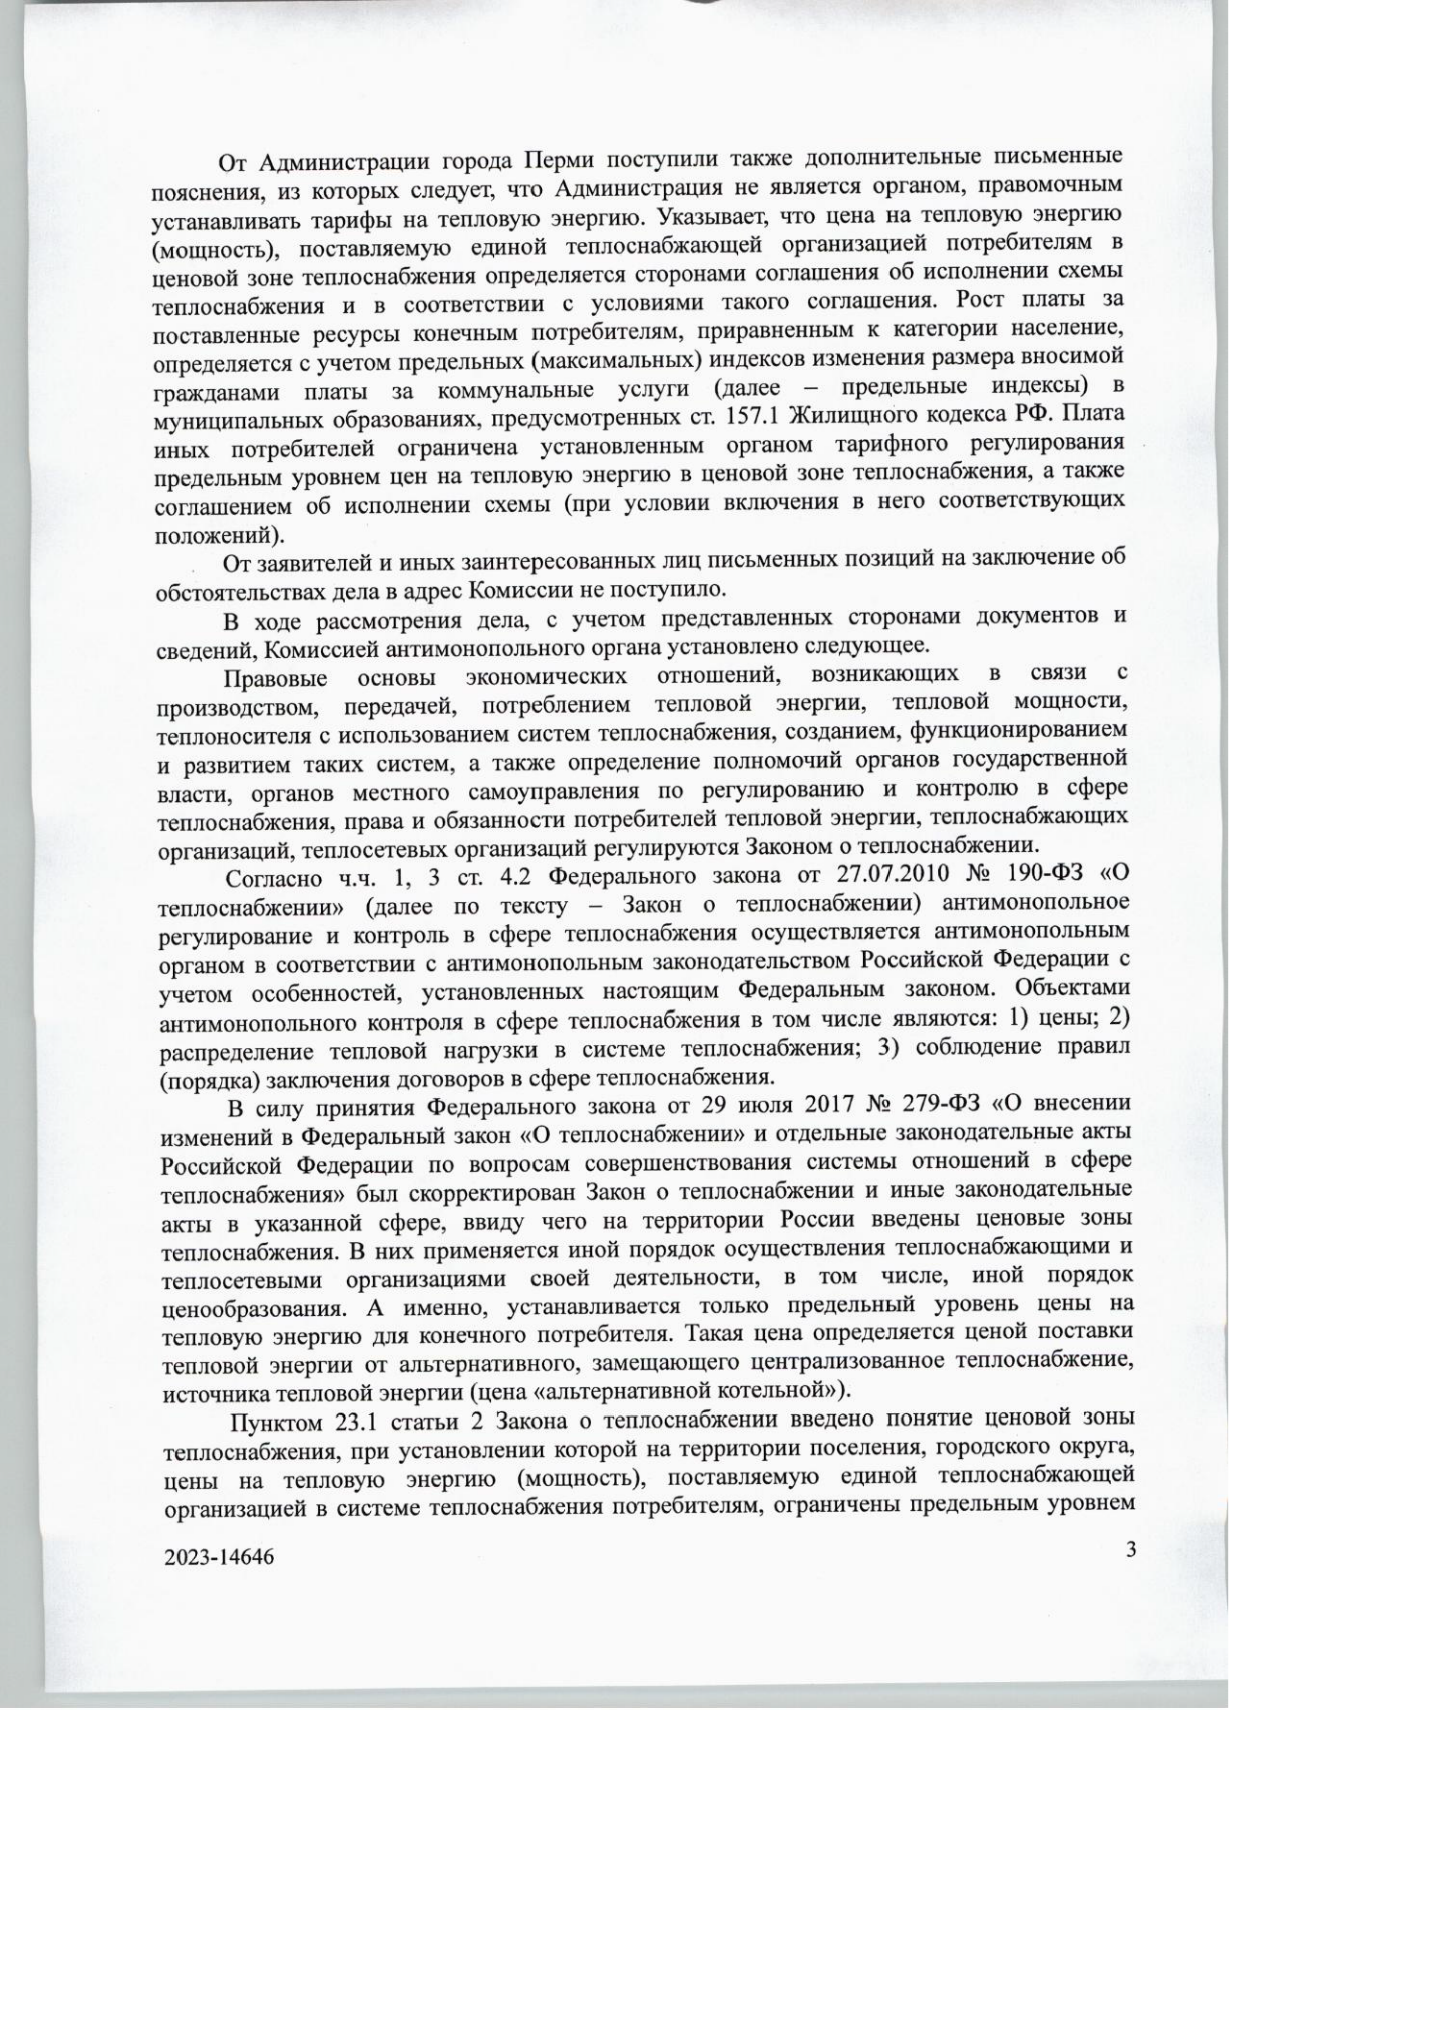 От Администрации города Перми поступили также дополнительные письменные
пояснения, из которых следует, что Администрация не является органом, правомочным
устанавливать тарифы на тепловую энергию. Указывает, что цена на тепловую энергию
(мощность), поставляемую единой теплоснабжающей организацией потребителям в
ценовой зоне теплоснабжения определяется сторонами соглашения об исполнении схемы
теплоснабжения и в соответствии с условиями такого соглашения. Рост платы за
поставленные ресурсы конечным потребителям, приравненным к категории население,
определяется с учетом предельных (максимальных) индексов изменения размера вносимой
гражданами платы за коммунальные услуги (далее – предельные индексы) в
муниципальных образованиях, предусмотренных ст. 157.1 Жилищного кодекса РФ. Плата
иных потребителей ограничена установленным органом тарифного регулирования
предельным уровнем цен на тепловую энергию в ценовой зоне теплоснабжения, а также
соглашением об исполнении схемы (при условии включения в него соответствующих
положений).
От заявителей и иных заинтересованных лиц письменных позиций на заключение об
обстоятельствах дела в адрес Комиссии не поступило.
В ходе рассмотрения дела, с учетом представленных сторонами документов и
сведений, Комиссией антимонопольного органа установлено следующее.
Правовые основы экономических отношений, возникающих в связи с
производством, передачей, потреблением тепловой энергии, тепловой мощности,
теплоносителя с использованием систем теплоснабжения, созданием, функционированием
и развитием таких систем, а также определение полномочий органов государственной
власти, органов местного самоуправления по регулированию и контролю в сфере
теплоснабжения, права и обязанности потребителей тепловой энергии, теплоснабжающих
организаций, теплосетевых организаций регулируются Законом о теплоснабжении.
Согласно ч.ч. 1, 3 ст. 4.2 Федерального закона от 27.07.2010 № 190-ФЗ «О
теплоснабжении» (далее по тексту – Закон о теплоснабжении) антимонопольное
регулирование и контроль в сфере теплоснабжения осуществляется антимонопольным
органом в соответствии с антимонопольным законодательством Российской Федерации с
учетом особенностей, установленных настоящим Федеральным законом. Объектами
антимонопольного контроля в сфере теплоснабжения в том числе являются: 1) цены; 2)
распределение тепловой нагрузки в системе теплоснабжения; 3) соблюдение правил
(порядка) заключения договоров в сфере теплоснабжения.
В силу принятия Федерального закона от 29 июля 2017 № 279-ФЗ «О внесении
изменений в Федеральный закон «О теплоснабжении» и отдельные законодательные акты
Российской Федерации по вопросам совершенствования системы отношений в сфере
теплоснабжения» был скорректирован Закон о теплоснабжении и иные законодательные
акты в указанной сфере, ввиду чего на территории России введены ценовые зоны
теплоснабжения. В них применяется иной порядок осуществления теплоснабжающими и
теплосетевыми организациями своей деятельности, в том числе, иной порядок
ценообразования. А именно, устанавливается только предельный уровень цены на
тепловую энергию для конечного потребителя. Такая цена определяется ценой поставки
тепловой энергии от альтернативного, замещающего централизованное теплоснабжение,
источника тепловой энергии (цена «альтернативной котельной»).
Пунктом 23.1 статьи 2 Закона о теплоснабжении введено понятие ценовой зоны
теплоснабжения, при установлении которой на территории поселения, городского округа,
цены на тепловую энергию (мощность), поставляемую единой теплоснабжающей
организацией в системе теплоснабжения потребителям, ограничены предельным уровнем
2023-14646 3